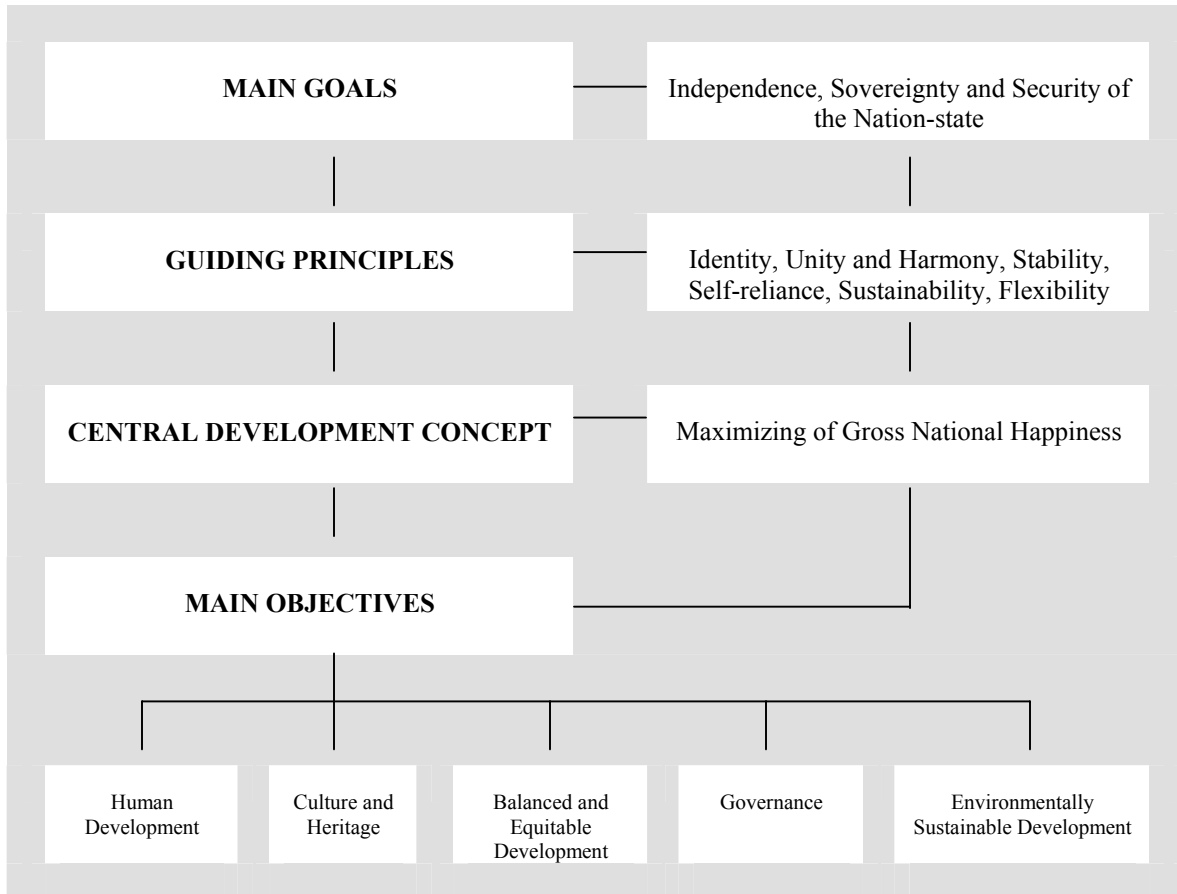 MAIN GOALS
Independence, Sovereignty and Security of
the Nation-state
GUIDING PRINCIPLES
Identity, Unity and Harmony, Stability,
Self-reliance, Sustainability, Flexibility
CENTRAL DEVELOPMENT CONCEPT
Maximizing of Gross National Happiness
MAIN OBJECTIVES
Human
Development
Culture and
Heritage
Balanced and
Equitable
Development
Governance
Environmentally
Sustainable Development